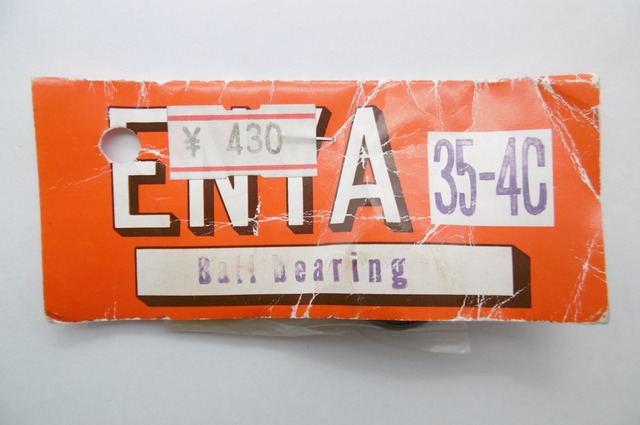 ENYA
¥ 430
35-4C
Ball bearing